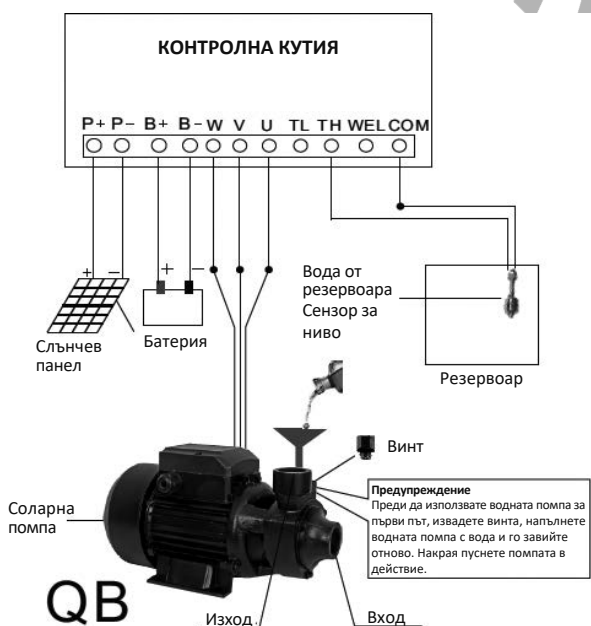 КОНТРОЛНА КУТИЯ
P+ P− B+ B− W V U TL TH WEL COM
+ −
+ −
Слънчев
панел
Батерия
Вода от
резервоара
Сензор за
ниво
Резервоар
Винт
Предупреждение
Преди да използвате водната помпа за
първи път, извадете винта, напълнете
водната помпа с вода и го завийте
отново. Накрая пуснете помпата в
действие.
Соларна
помпа
QB
Изход
Вход